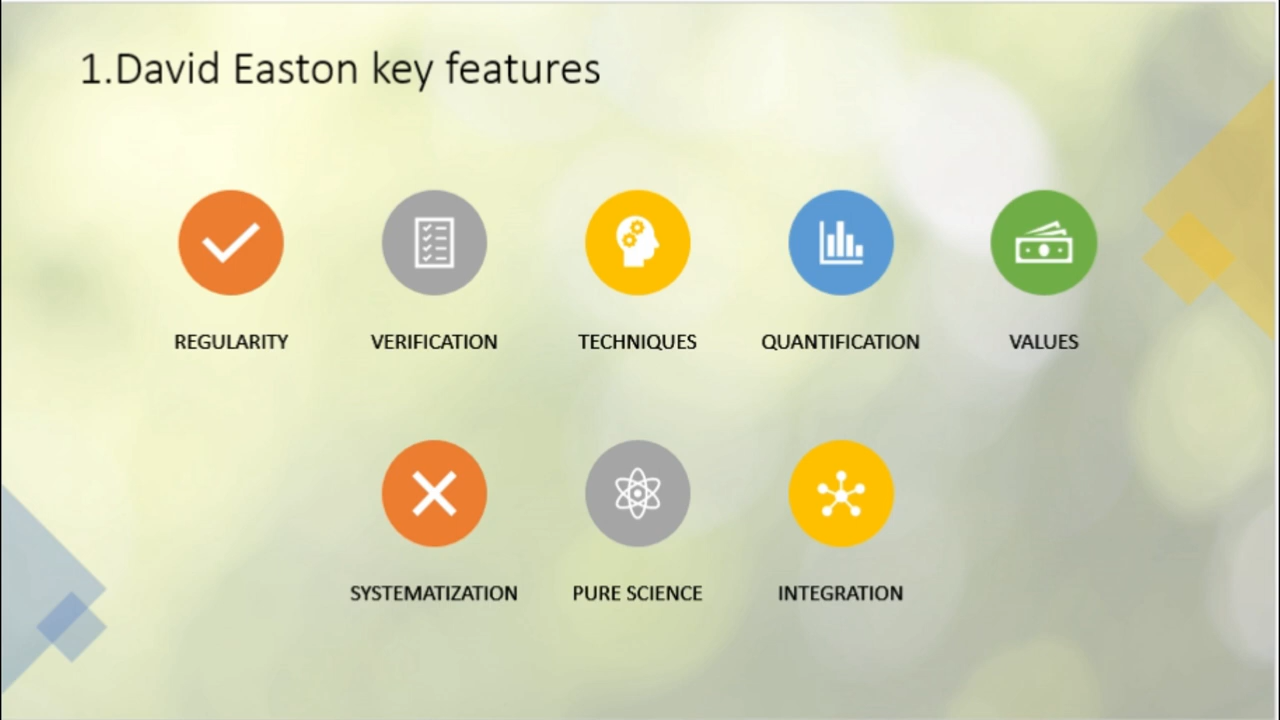 1.David Easton key features
REGULARITY VERIFICATION TECHNIQUES QUANTIFICATION VALUES
SYSTEMATIZATION PURE SCIENCE INTEGRATION